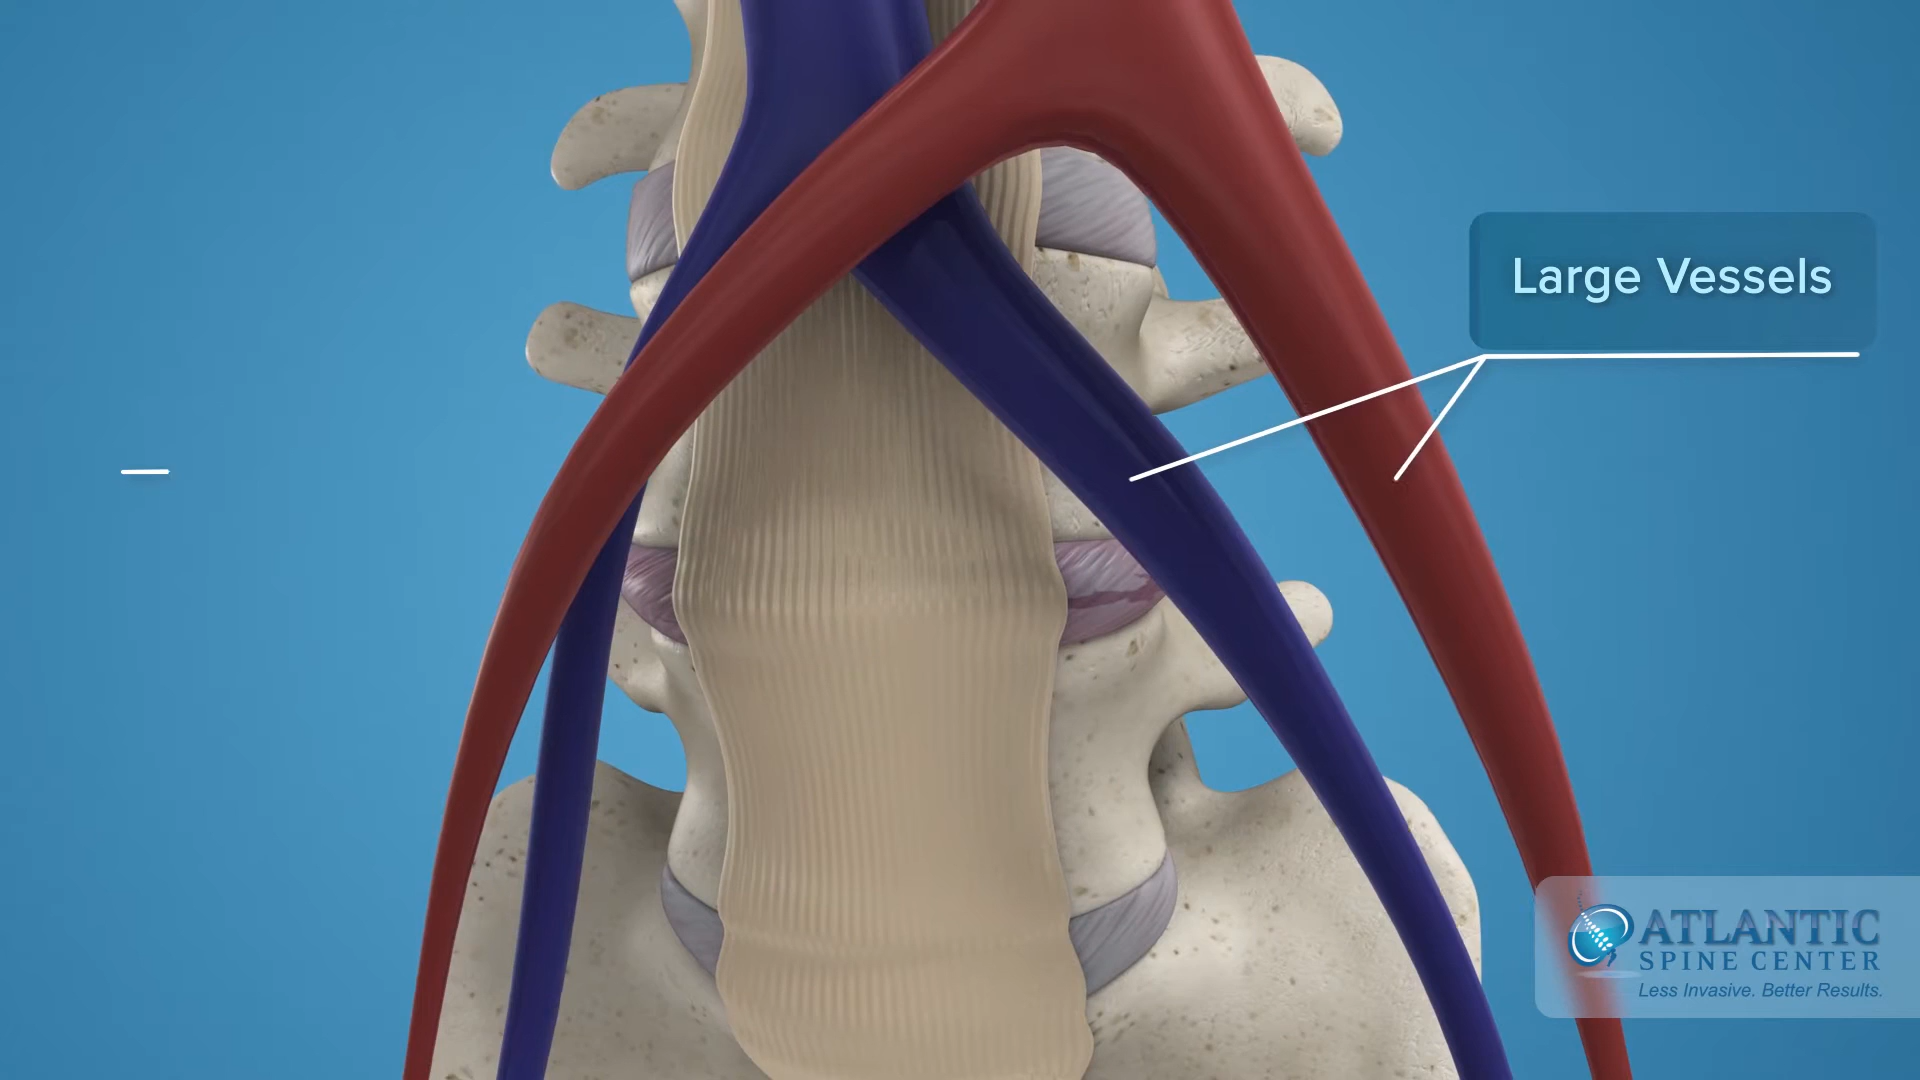 Large Vessels
ATLANTIC
SPINE CENTER
Less Invasive. Better Results.